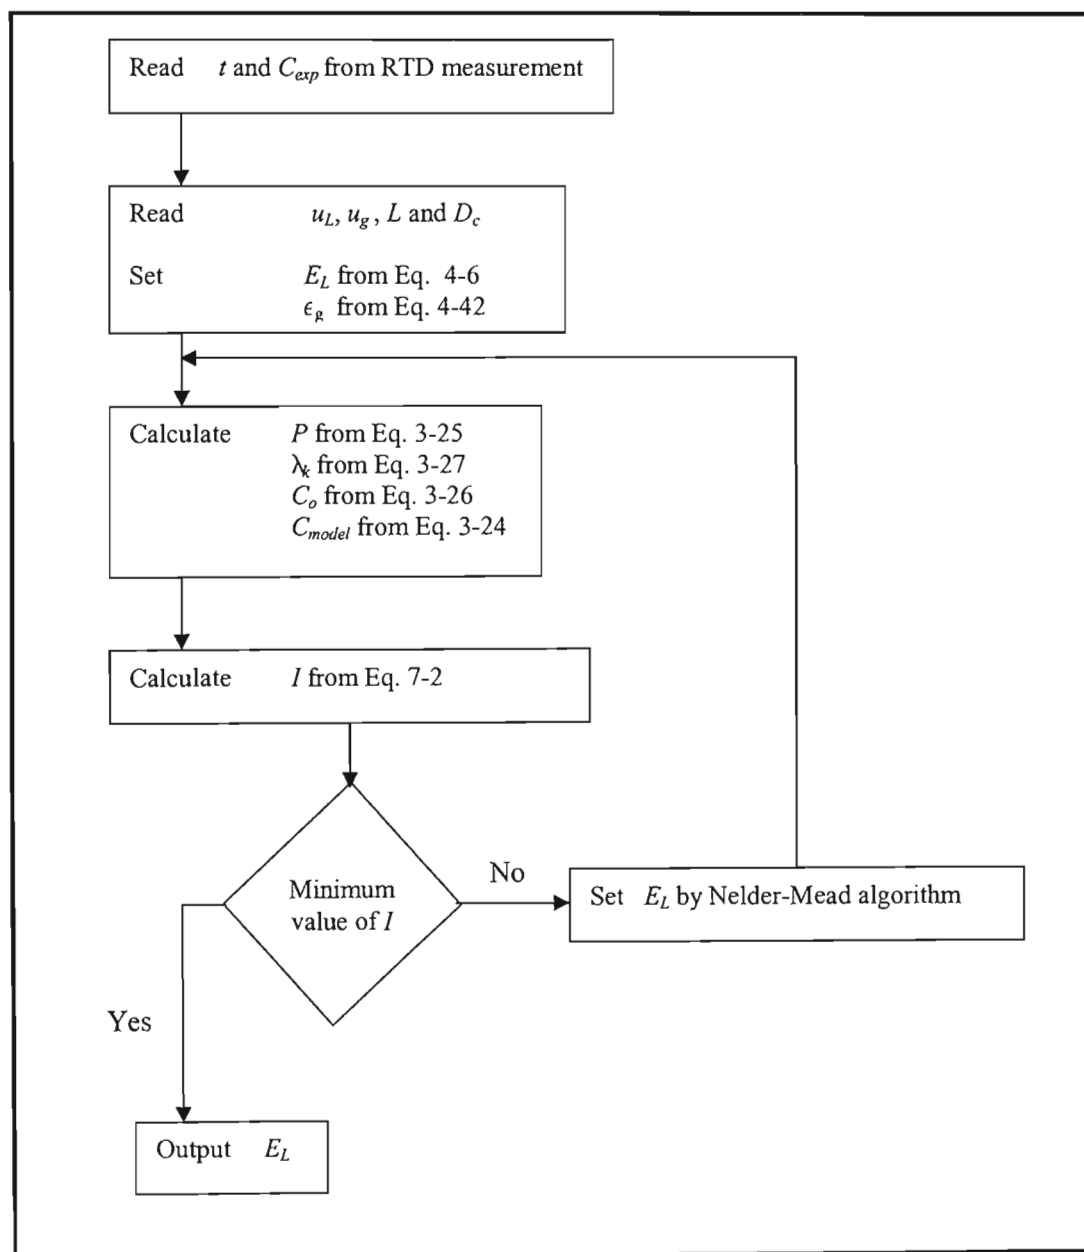 Read t and C_exp from RTD measurement
Read u_L, u_g, L and D_c
Set E_L from Eq. 4-6
ϵ_g from Eq. 4-42
Calculate P from Eq. 3-25
λ_k from Eq. 3-27
C_o from Eq. 3-26
C_model from Eq. 3-24
Calculate I from Eq. 7-2
Minimum
value of I
No
Set E_L by Nelder-Mead algorithm
Yes
Output E_L